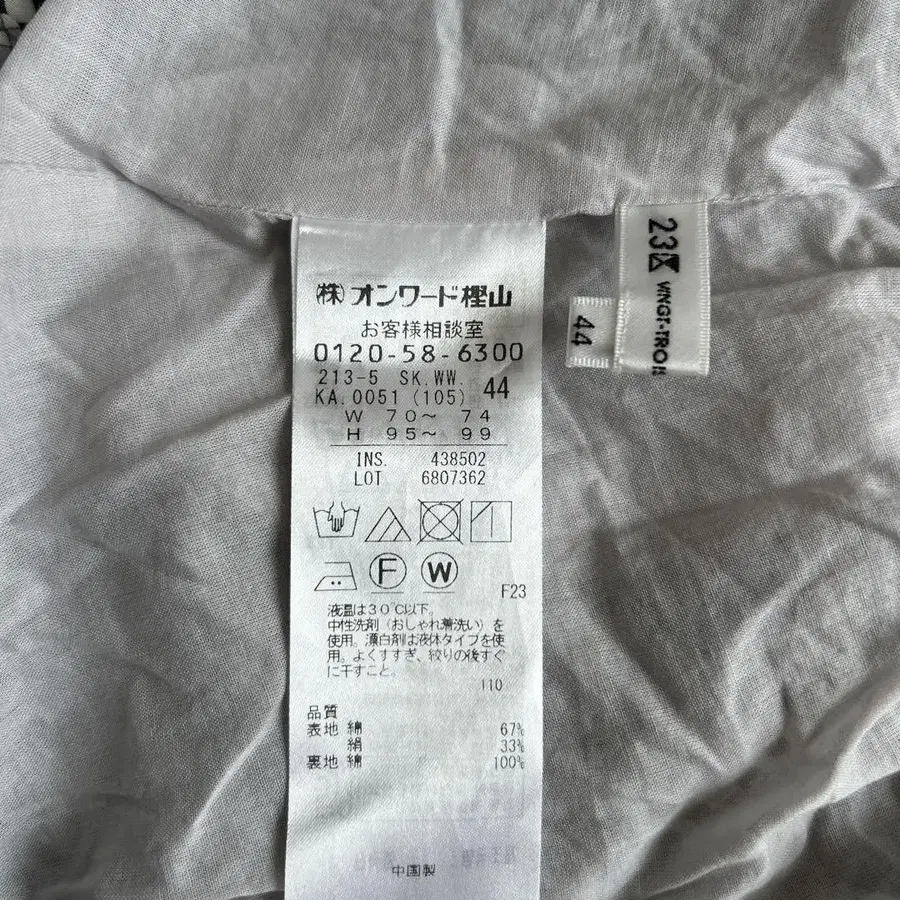 (株)オンワード樫山
お客様相談室
0120-58-6300
213-5 SK.WW.
KA.0051 (105) 44
W 70～ 74
H 95～ 99
INS. 438502
LOT 6807362
F
W
F23
液温は30℃以下。
中性洗剤（おしゃれ着洗い）を
使用。漂白剤は液体タイプを使
用。よくすすぎ、絞りの後すぐ
に干すこと。
110
品質
表地 綿 67%
絹 33%
裏地 綿 100%
中国製
44
23区